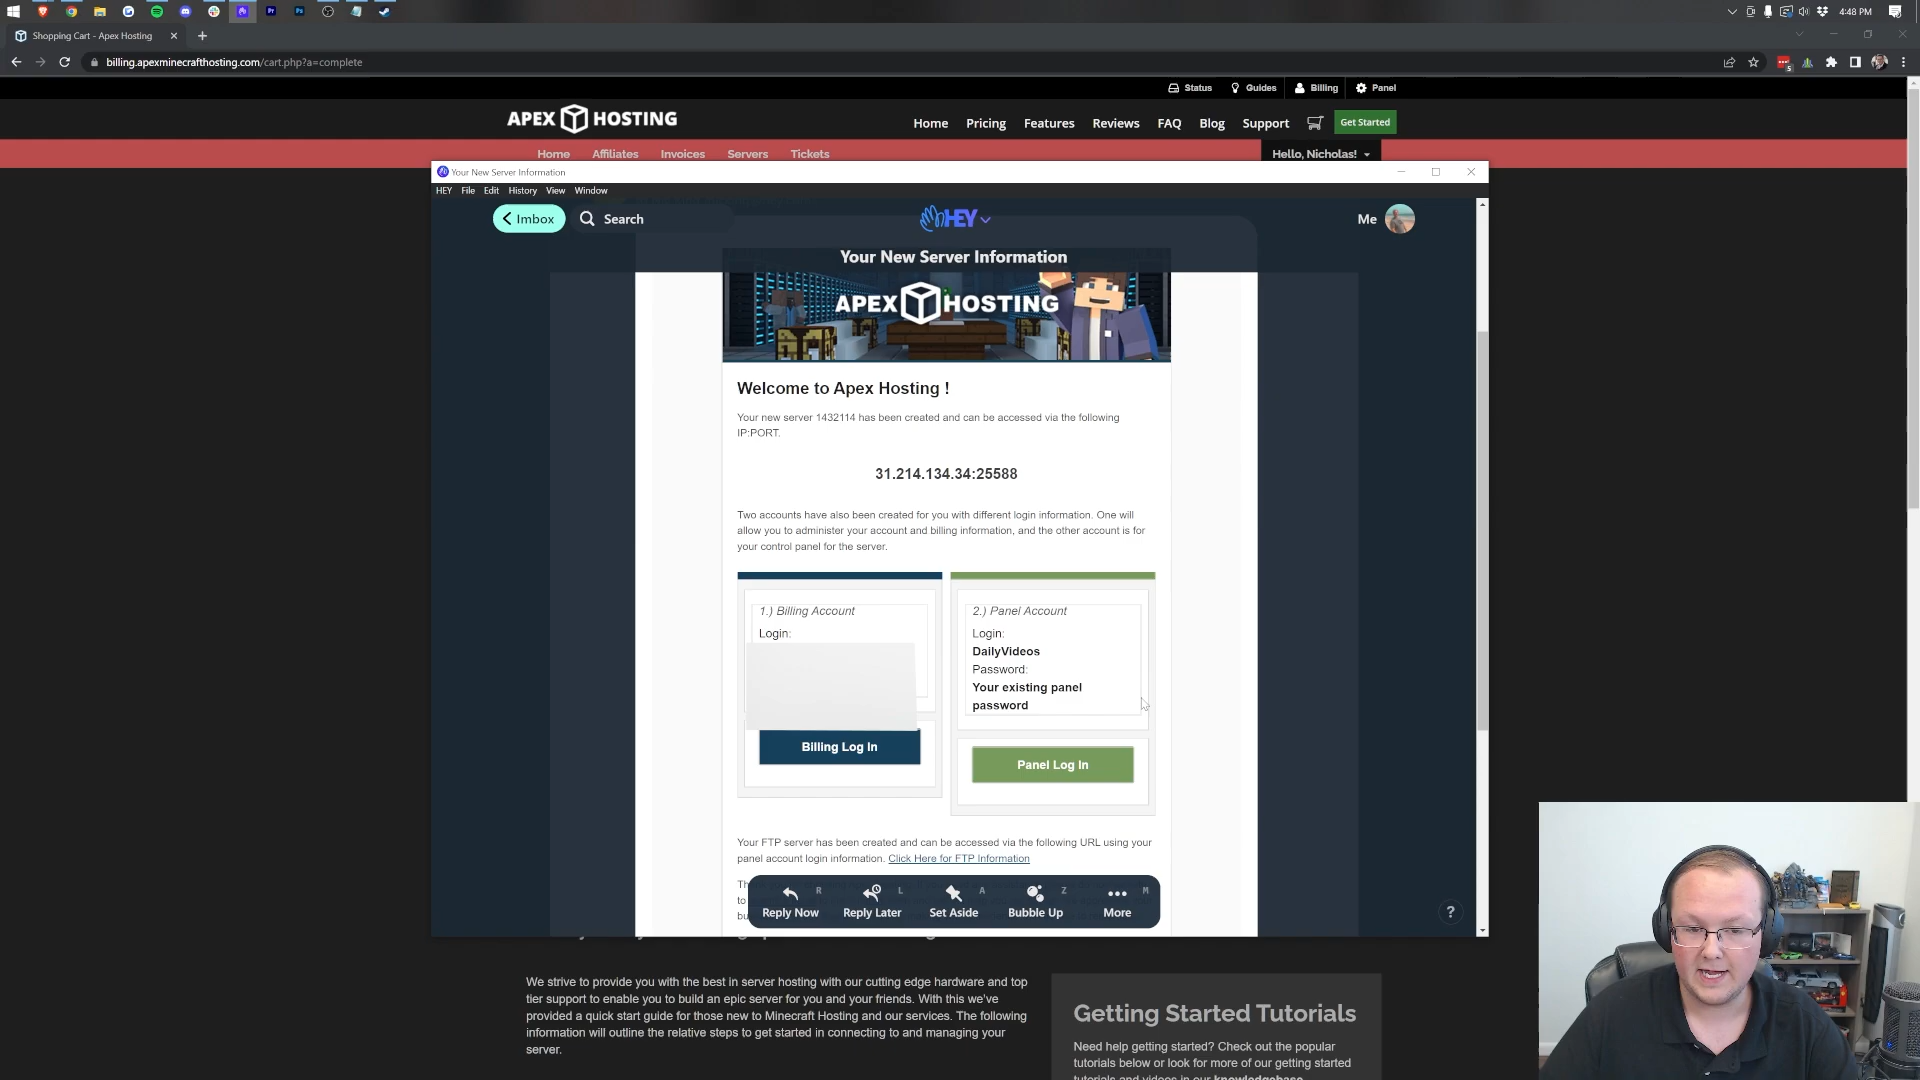 4:48 PM
Shopping Cart - Apex Hosting
billing.apexminecrafthosting.com/cart.php?a=complete
Status Guides Billing Panel
APEX HOSTING
Home Pricing Features Reviews FAQ Blog Support Get Started
Home Affiliates Invoices Servers Tickets Hello, Nicholas!
Your New Server Information
HEY File Edit History View Window
Imbox Search HEY Me
Your New Server Information
APEX HOSTING
Welcome to Apex Hosting !
Your new server 1432114 has been created and can be accessed via the following
IP:PORT.
31.214.134.34:25588
Two accounts have also been created for you with different login information. One will
allow you to administer your account and billing information, and the other account is for
your control panel for the server.
1.) Billing Account
Login:
Billing Log In
2.) Panel Account
Login:
DailyVideos
Password:
Your existing panel
password
Panel Log In
Your FTP server has been created and can be accessed via the following URL using your
panel account login information. Click Here for FTP Information
R L A Z M
Reply Now Reply Later Set Aside Bubble Up More
?
We strive to provide you with the best in server hosting with our cutting edge hardware and top
tier support to enable you to build an epic server for you and your friends. With this we've
provided a quick start guide for those new to Minecraft Hosting and our services. The following
information will outline the relative steps to get started in connecting to and managing your
server.
Getting Started Tutorials
Need help getting started? Check out the popular
tutorials below or look for more of our getting started
tutorials and videos in our knowledgebase.